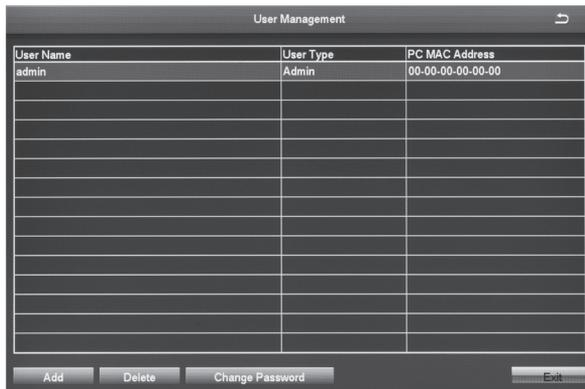 User Management
User Name User Type PC MAC Address
admin Admin 00-00-00-00-00-00
Add Delete Change Password Exit